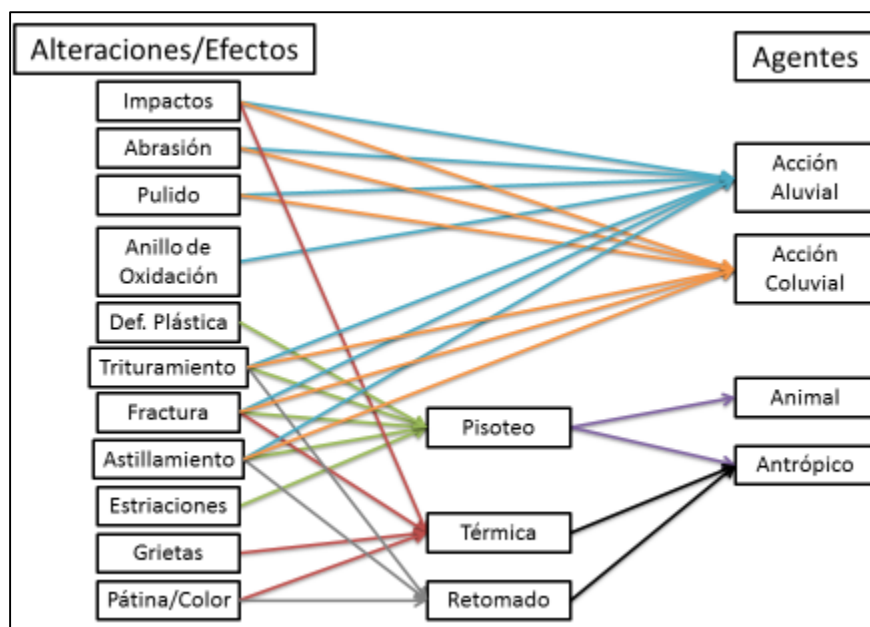 Alteraciones/Efectos
Agentes
Impactos
Abrasión
Pulido
Anillo de
Oxidación
Def. Plástica
Trituramiento
Fractura
Astillamiento
Estriaciones
Grietas
Pátina/Color
Pisoteo
Térmica
Retomado
Acción
Aluvial
Acción
Coluvial
Animal
Antrópico